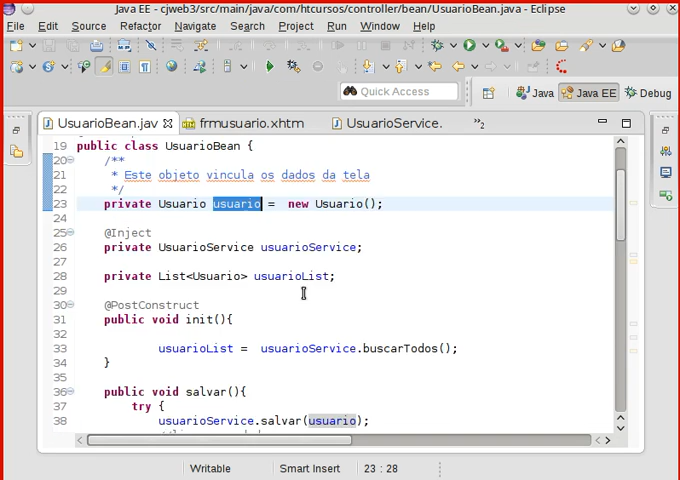 Java EE - cjweb3/src/main/java/com/htcursos/controller/bean/UsuarioBean.java - Eclipse
File Edit Source Refactor Navigate Search Project Run Window Help
Quick Access Java Java EE Debug
UsuarioBean.jav frmusuario.xhtm UsuarioService. »2
19 public class UsuarioBean {
20 /**
21 * Este objeto vincula os dados da tela
22 */
23 private Usuario usuario = new Usuario();
24
25 @Inject
26 private UsuarioService usuarioService;
27
28 private List<Usuario> usuarioList;
29
30 @PostConstruct
31 public void init(){
32
33 usuarioList = usuarioService.buscarTodos();
34 }
35
36 public void salvar(){
37 try {
38 usuarioService.salvar(usuario);
Writable Smart Insert 23 : 28